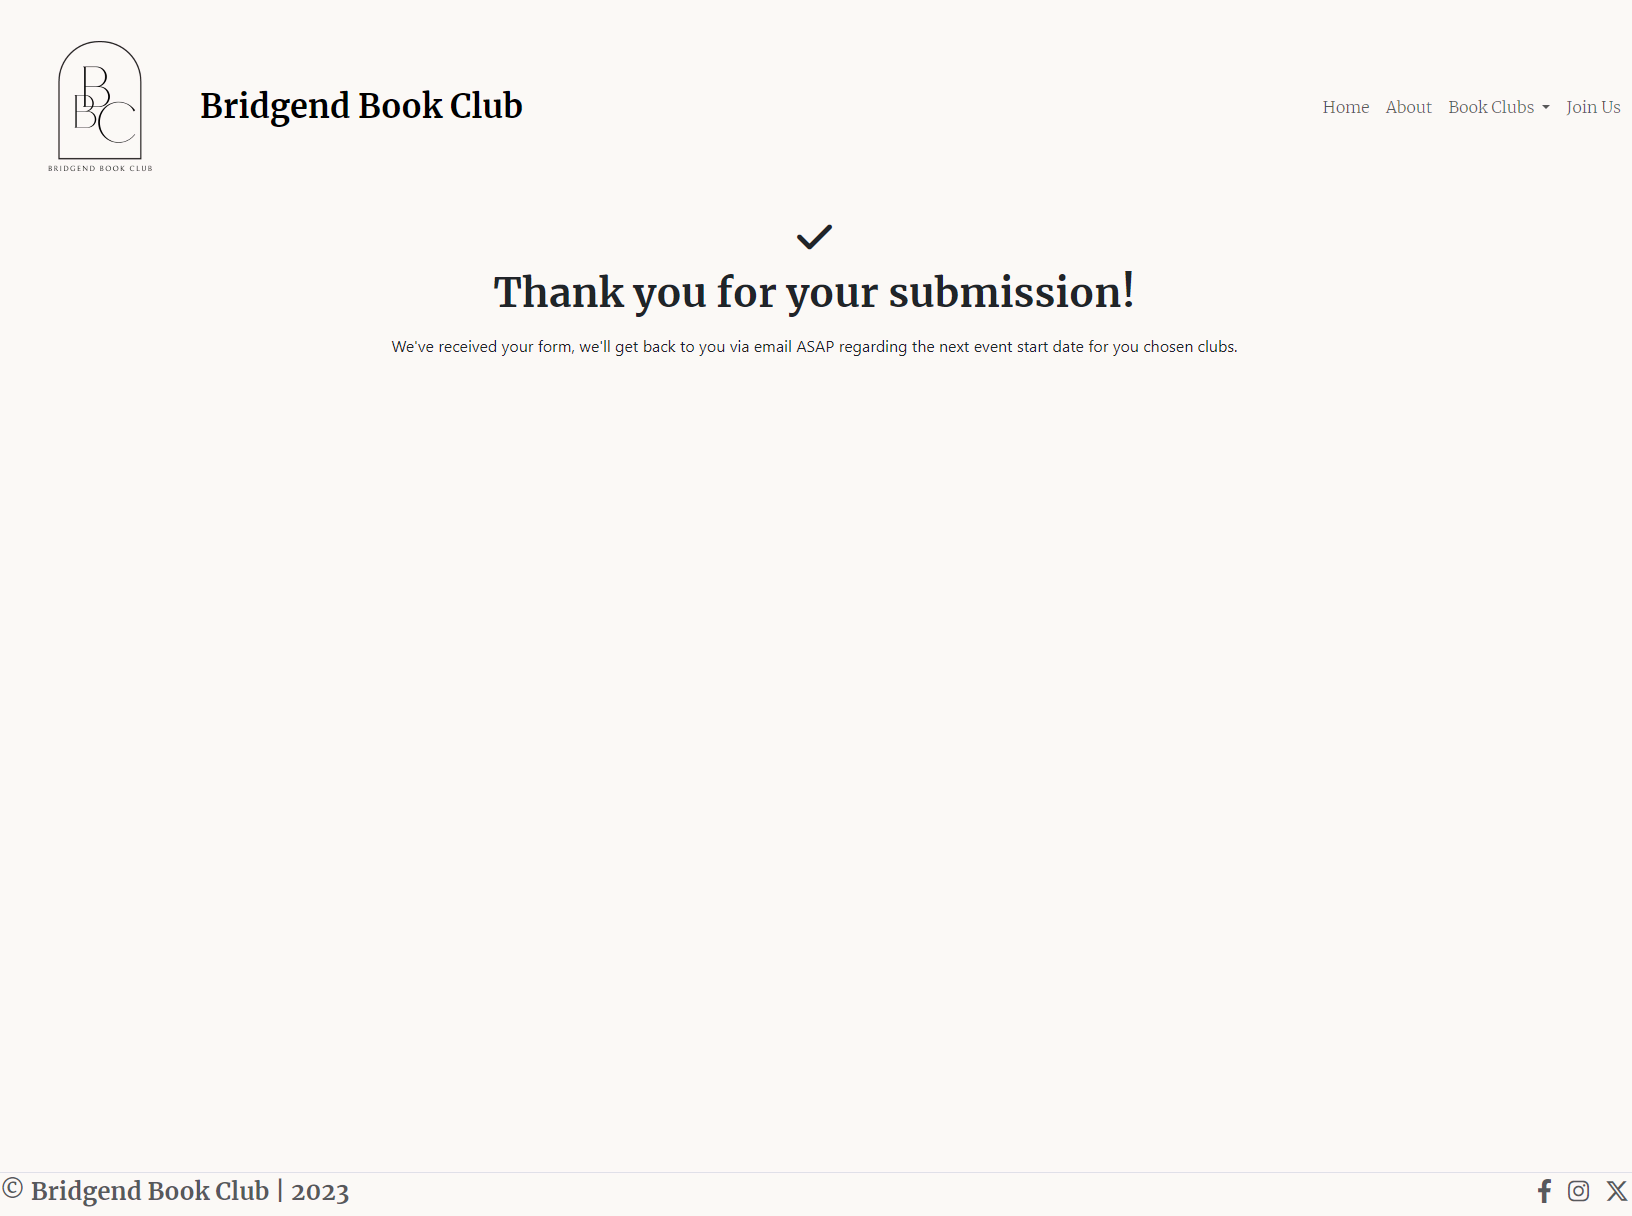 B
B
C
BRIDGEND BOOK CLUB
Bridgend Book Club
Home About Book Clubs Join Us
Thank you for your submission!
We've received your form, we'll get back to you via email ASAP regarding the next event start date for you chosen clubs.
© Bridgend Book Club | 2023